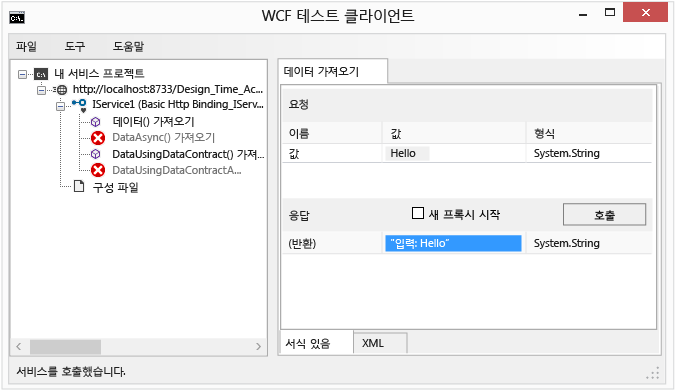 WCF 테스트 클라이언트
파일 도구 도움말
내 서비스 프로젝트
http://localhost:8733/Design_Time_Ac...
IService1 (Basic Http Binding_IServ...
데이터() 가져오기
DataAsync() 가져오기
DataUsingDataContract() 가져...
DataUsingDataContractA...
구성 파일
데이터 가져오기
요청
이름 값 형식
값 Hello System.String
응답 새 프록시 시작 호출
(반환) "입력: Hello" System.String
서식 있음 XML
서비스를 호출했습니다.